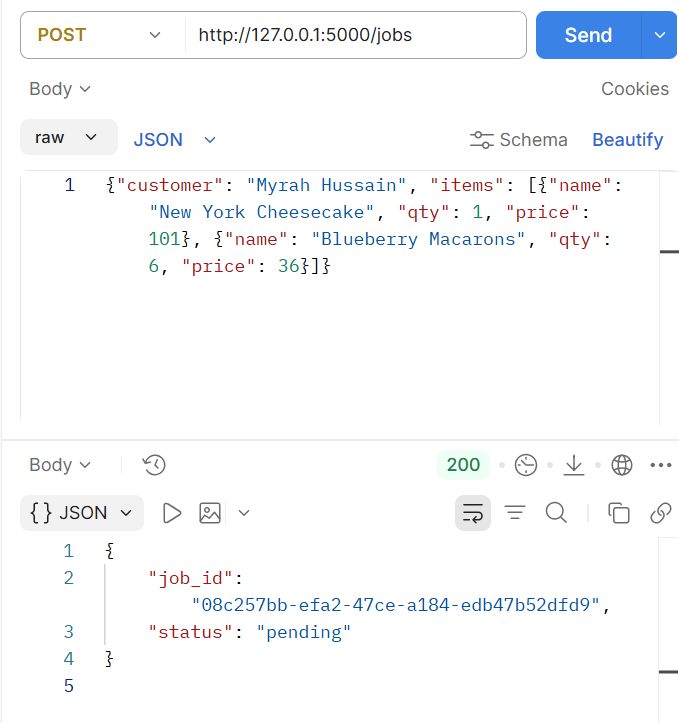 POST http://127.0.0.1:5000/jobs Send
Body Cookies
raw JSON Schema Beautify
1 {"customer": "Myrah Hussain", "items": [{"name":
"New York Cheesecake", "qty": 1, "price":
101}, {"name": "Blueberry Macarons", "qty":
6, "price": 36}]}
Body 200
{} JSON
1 {
2 "job_id":
"08c257bb-efa2-47ce-a184-edb47b52dfd9",
3 "status": "pending"
4 }
5